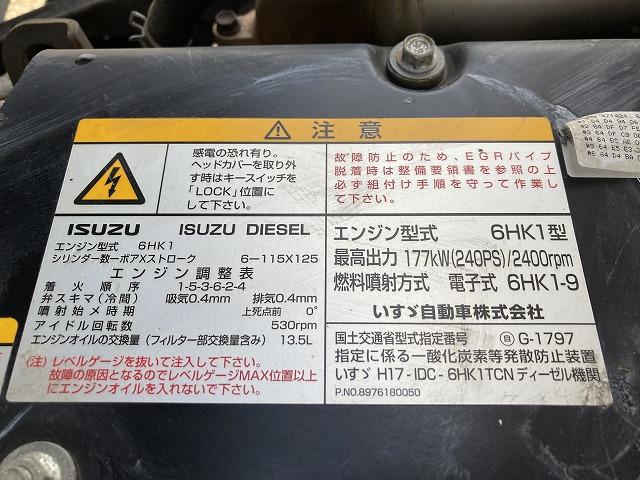 注意
感電の恐れ有り。
ヘッドカバーを取り外
す時はキースイッチを
「LOCK」位置に
して下さい。
故障防止のため、EGRパイプ
脱着時は整備要領書を参照の上
必ず組付け手順を守って作業し
て下さい。
ISUZU ISUZU DIESEL
エンジン型式 6HK1
シリンダー数ーボアXストローク 6-115X125
エンジン調整表
着火順序 1-5-3-6-2-4
弁スキマ(冷間) 吸気0.4mm 排気0.4mm
噴射始メ時期 上死点前 0°
アイドル回転数 530rpm
エンジンオイルの交換量(フィルター部交換量含み) 13.5L
(注)レベルゲージを抜いて注入して下さい。
故障の原因となるのでレベルゲージMAX位置以上
にエンジンオイルを入れないで下さい。
エンジン型式 6HK1型
最高出力 177kW(240PS)/2400rpm
燃料噴射方式 電子式 6HK1-9
いすゞ自動車株式会社
国土交通省型式指定番号 自 G-1797
指定に係る一酸化炭素等発散防止装置
いすゞ H17-IDC-6HK1TCN ディーゼル機関
P.NO.8976180050